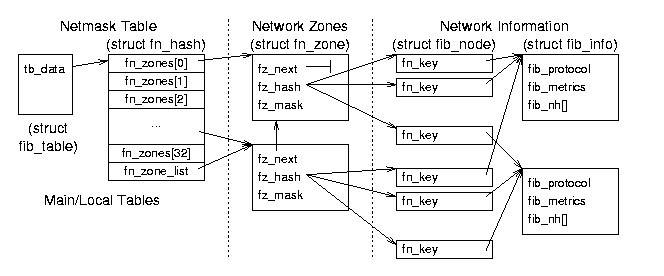 Netmask Table
(struct fn_hash)
Network Zones
(struct fn_zone)
Network Information
(struct fib_node)
(struct fib_info)
tb_data
(struct
fib_table)
fn_zones[0]
fn_zones[1]
fn_zones[2]
...
fn_zones[32]
fn_zone_list
Main/Local Tables
fz_next
fz_hash
fz_mask
fz_next
fz_hash
fz_mask
fn_key
fn_key
fn_key
fn_key
fn_key
fn_key
fib_protocol
fib_metrics
fib_nh[]
fib_protocol
fib_metrics
fib_nh[]